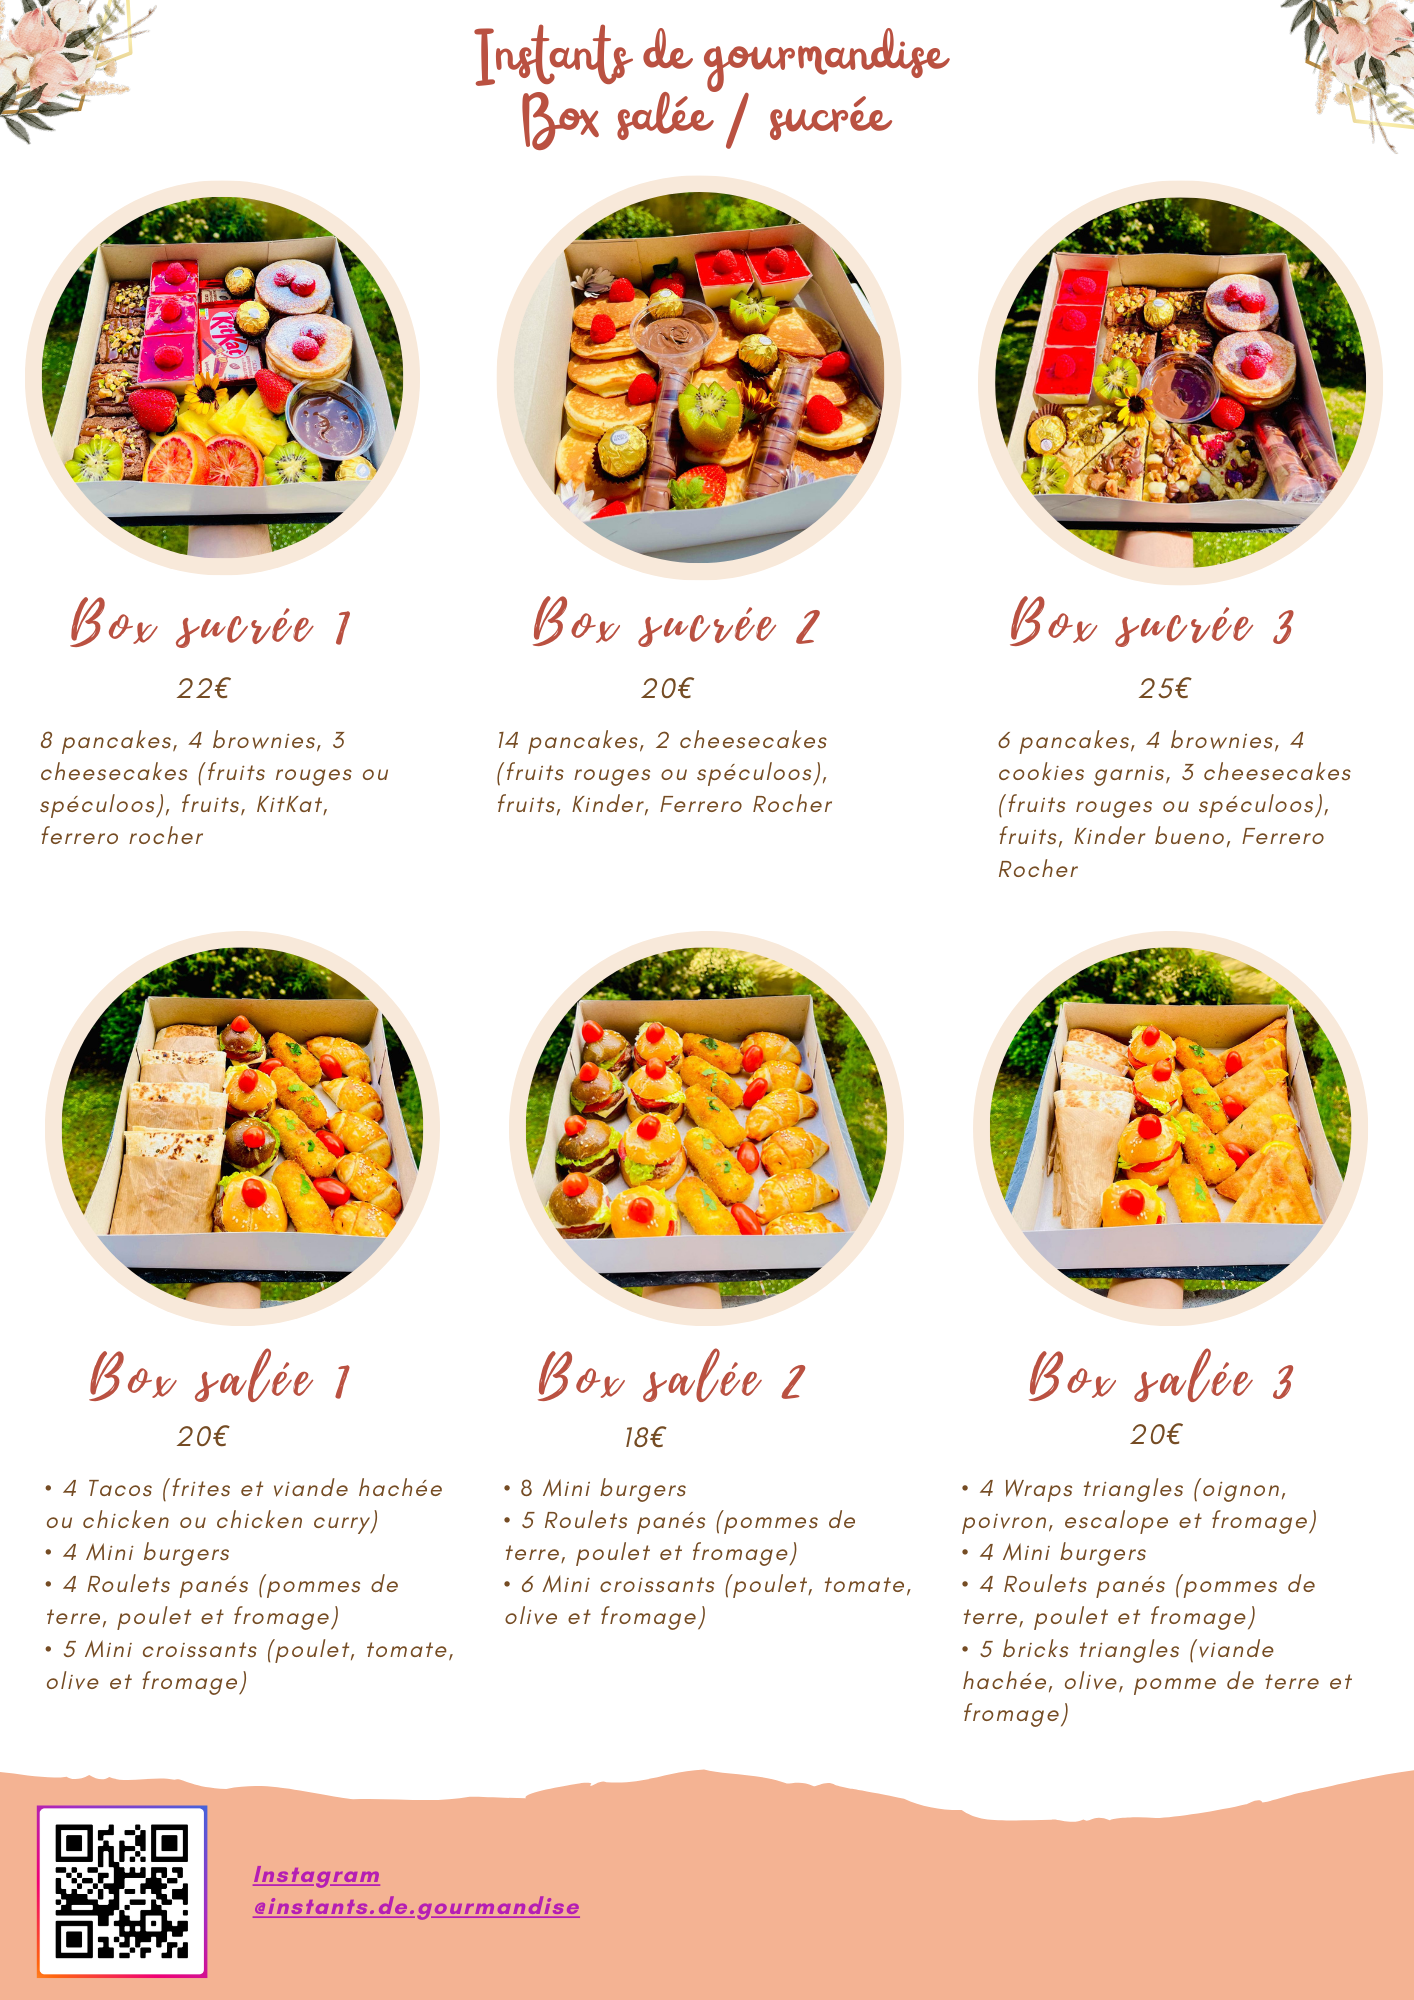 Instants de gourmandise
Box salée / sucrée
KitKat
Box sucrée 1
22€
8 pancakes, 4 brownies, 3
cheesecakes (fruits rouges ou
spéculoos), fruits, KitKat,
ferrero rocher
Box sucrée 2
20€
14 pancakes, 2 cheesecakes
(fruits rouges ou spéculoos),
fruits, Kinder, Ferrero Rocher
Box sucrée 3
25€
6 pancakes, 4 brownies, 4
cookies garnis, 3 cheesecakes
(fruits rouges ou spéculoos),
fruits, Kinder bueno, Ferrero
Rocher
Box salée 1
20€
• 4 Tacos (frites et viande hachée
ou chicken ou chicken curry)
• 4 Mini burgers
• 4 Roulets panés (pommes de
terre, poulet et fromage)
• 5 Mini croissants (poulet, tomate,
olive et fromage)
Box salée 2
18€
• 8 Mini burgers
• 5 Roulets panés (pommes de
terre, poulet et fromage)
• 6 Mini croissants (poulet, tomate,
olive et fromage)
Box salée 3
20€
• 4 Wraps triangles (oignon,
poivron, escalope et fromage)
• 4 Mini burgers
• 4 Roulets panés (pommes de
terre, poulet et fromage)
• 5 bricks triangles (viande
hachée, olive, pomme de terre et
fromage)
Instagram
@instants.de.gourmandise